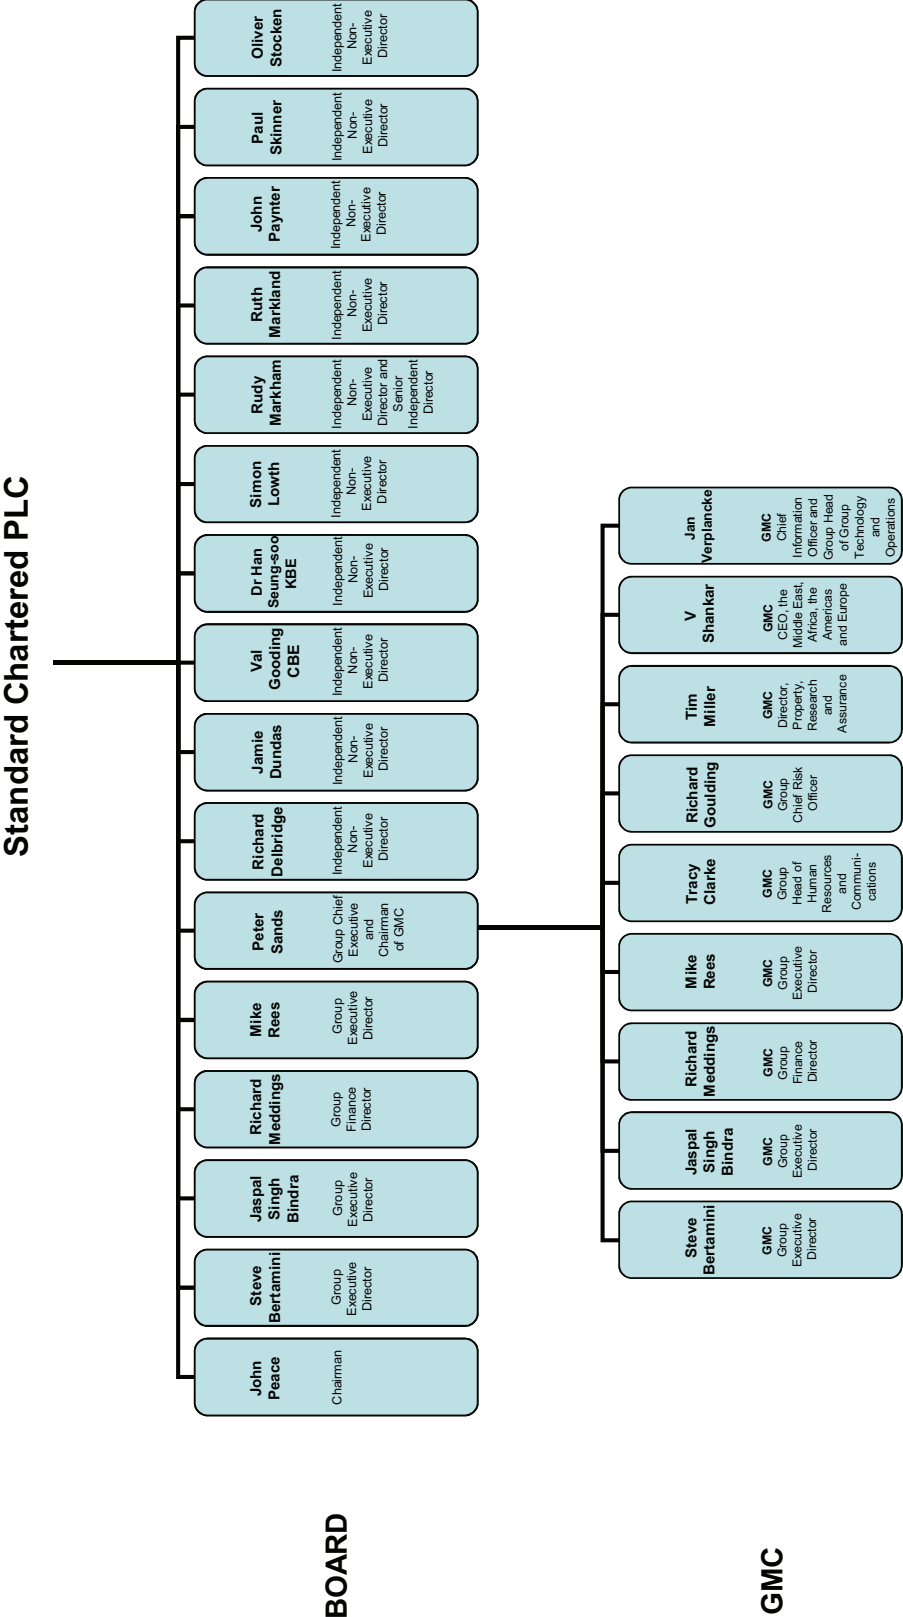 Standard Chartered PLC
BOARD
John
Peace
Chairman
Steve
Bertamini
Group
Executive
Director
Jaspal
Singh
Bindra
Group
Executive
Director
Richard
Meddings
Group
Finance
Director
Mike
Rees
Group
Executive
Director
Peter
Sands
Group Chief
Executive
and
Chairman
of GMC
Richard
Delbridge
Independent
Non-
Executive
Director
Jamie
Dundas
Independent
Non-
Executive
Director
Val
Gooding
CBE
Independent
Non-
Executive
Director
Dr Han
Seung-soo
KBE
Independent
Non-
Executive
Director
Simon
Lowth
Independent
Non-
Executive
Director
Rudy
Markham
Independent
Non-
Executive
Director and
Senior
Independent
Director
Ruth
Markland
Independent
Non-
Executive
Director
John
Paynter
Independent
Non-
Executive
Director
Paul
Skinner
Independent
Non-
Executive
Director
Oliver
Stocken
Independent
Non-
Executive
Director
GMC
Steve
Bertamini
GMC
Group
Executive
Director
Jaspal
Singh
Bindra
GMC
Group
Executive
Director
Richard
Meddings
GMC
Group
Finance
Director
Mike
Rees
GMC
Group
Executive
Director
Tracy
Clarke
GMC
Group
Head of
Human
Resources
and
Communi-
cations
Richard
Goulding
GMC
Group
Chief Risk
Officer
Tim
Miller
GMC
Director,
Property,
Research
and
Assurance
V
Shankar
GMC
CEO, the
Middle East,
Africa, the
Americas
and Europe
Jan
Verplancke
GMC
Chief
Information
Officer and
Group Head
of Group
Technology
and
Operations